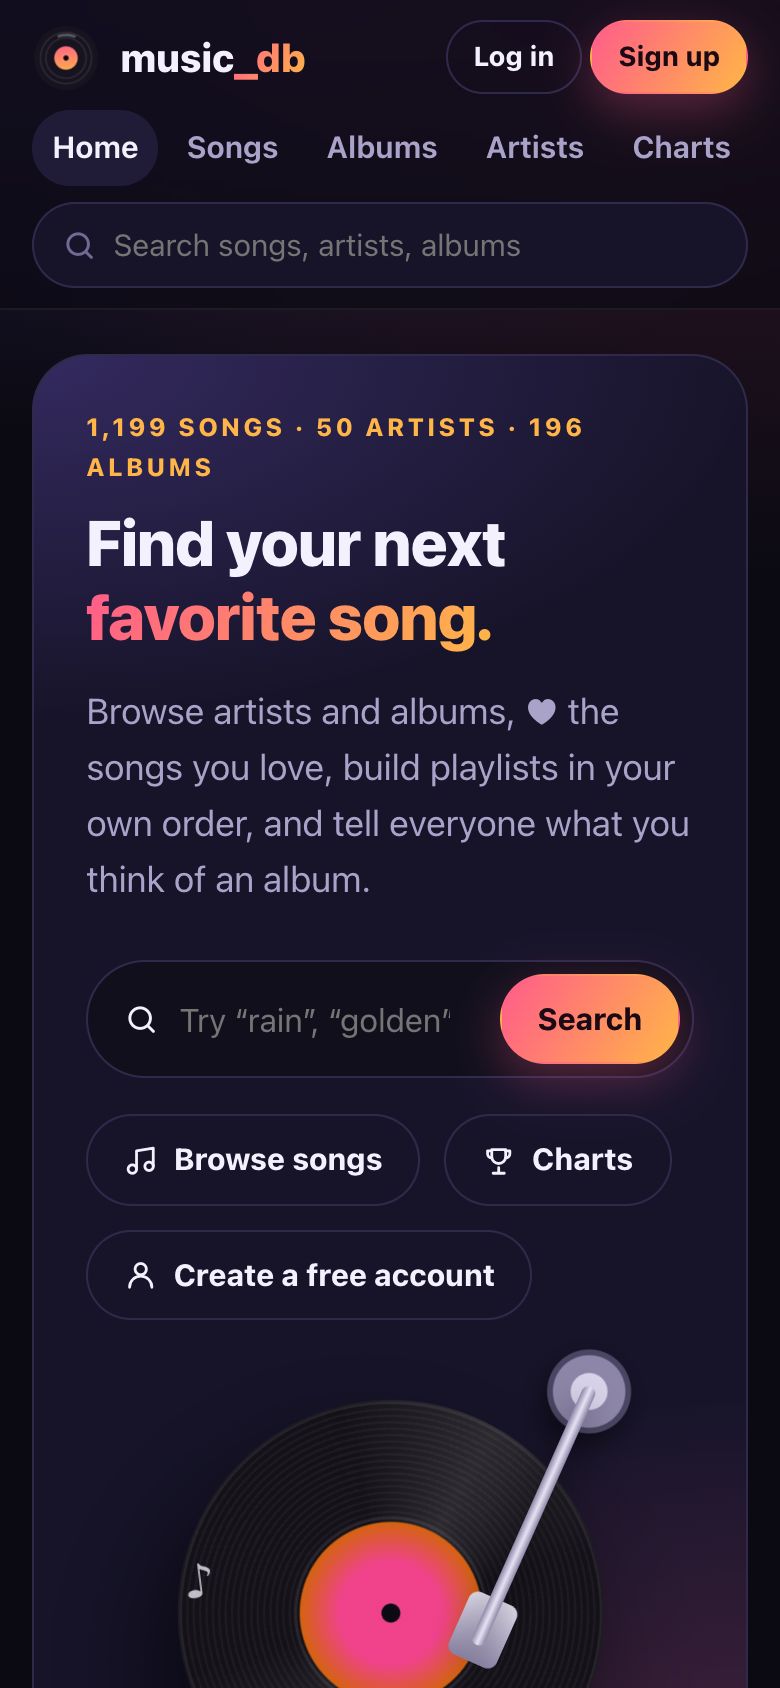 music_db
Log in
Sign up
Home
Songs
Albums
Artists
Charts
Search songs, artists, albums
1,199 SONGS · 50 ARTISTS · 196
ALBUMS
Find your next
favorite song.
Browse artists and albums, ♥ the
songs you love, build playlists in your
own order, and tell everyone what you
think of an album.
Try “rain”, “golden”
Search
Browse songs
Charts
Create a free account